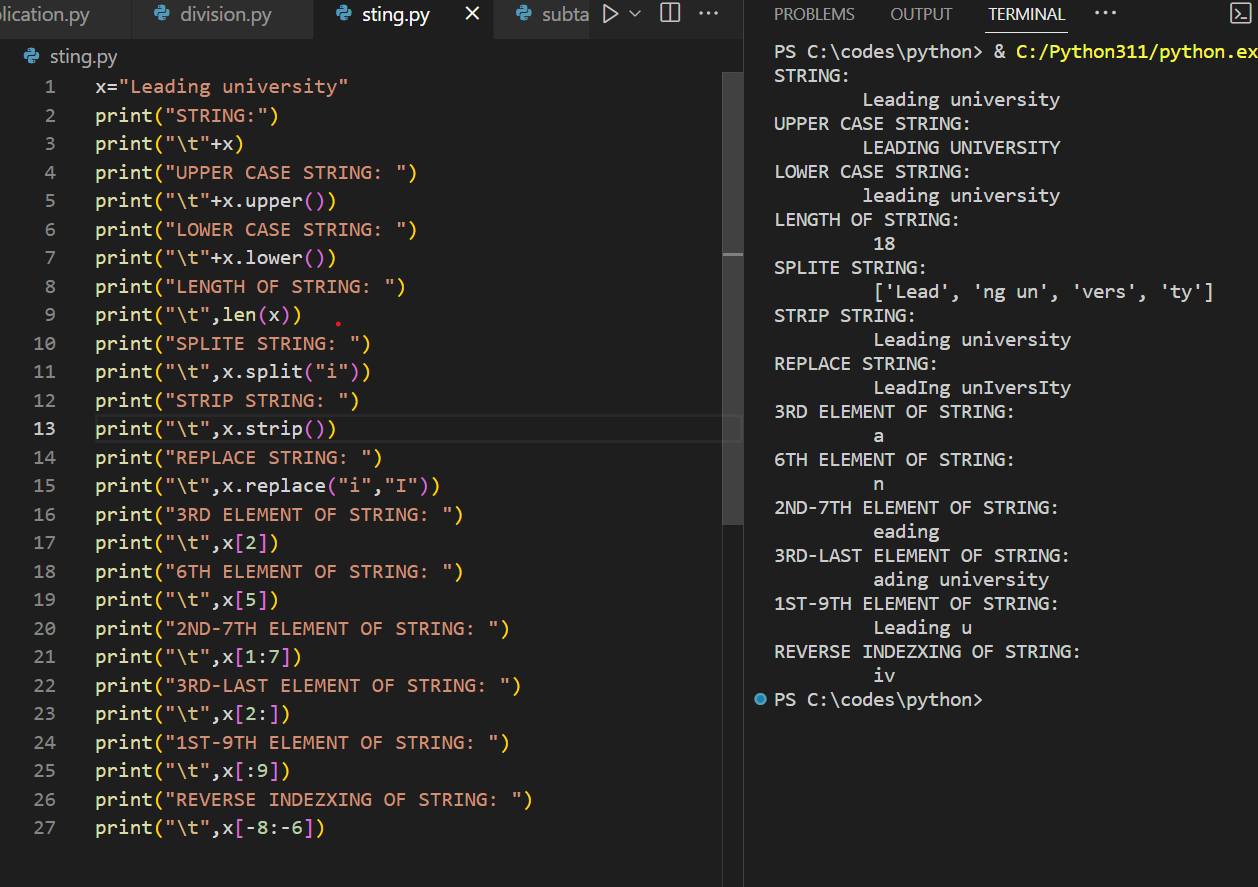 plication.py division.py sting.py subta
sting.py
1 x="Leading university"
2 print("STRING:")
3 print("\t"+x)
4 print("UPPER CASE STRING: ")
5 print("\t"+x.upper())
6 print("LOWER CASE STRING: ")
7 print("\t"+x.lower())
8 print("LENGTH OF STRING: ")
9 print("\t",len(x))
10 print("SPLITE STRING: ")
11 print("\t",x.split("i"))
12 print("STRIP STRING: ")
13 print("\t",x.strip())
14 print("REPLACE STRING: ")
15 print("\t",x.replace("i","I"))
16 print("3RD ELEMENT OF STRING: ")
17 print("\t",x[2])
18 print("6TH ELEMENT OF STRING: ")
19 print("\t",x[5])
20 print("2ND-7TH ELEMENT OF STRING: ")
21 print("\t",x[1:7])
22 print("3RD-LAST ELEMENT OF STRING: ")
23 print("\t",x[2:])
24 print("1ST-9TH ELEMENT OF STRING: ")
25 print("\t",x[:9])
26 print("REVERSE INDEZXING OF STRING: ")
27 print("\t",x[-8:-6])
PROBLEMS OUTPUT TERMINAL
PS C:\codes\python> & C:/Python311/python.ex
STRING:
Leading university
UPPER CASE STRING:
LEADING UNIVERSITY
LOWER CASE STRING:
leading university
LENGTH OF STRING:
18
SPLITE STRING:
['Lead', 'ng un', 'vers', 'ty']
STRIP STRING:
Leading university
REPLACE STRING:
LeadIng unIversIty
3RD ELEMENT OF STRING:
a
6TH ELEMENT OF STRING:
n
2ND-7TH ELEMENT OF STRING:
eading
3RD-LAST ELEMENT OF STRING:
ading university
1ST-9TH ELEMENT OF STRING:
Leading u
REVERSE INDEZXING OF STRING:
iv
PS C:\codes\python>